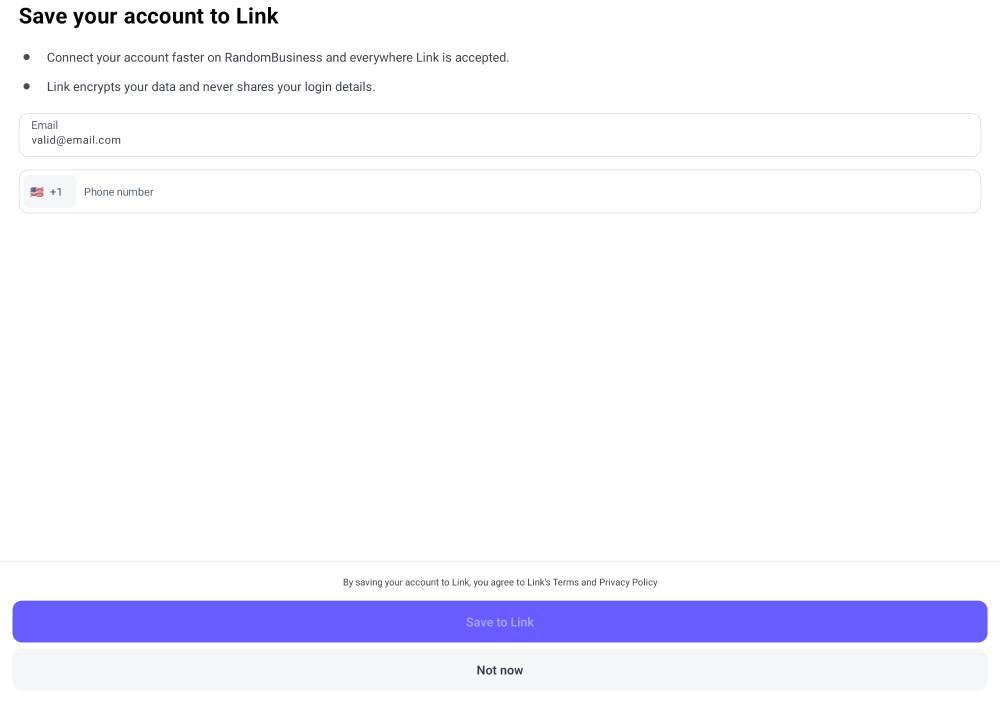 Save your account to Link
Connect your account faster on RandomBusiness and everywhere Link is accepted.
Link encrypts your data and never shares your login details.
Email
valid@email.com
+1 Phone number
By saving your account to Link, you agree to Link's Terms and Privacy Policy
Save to Link
Not now